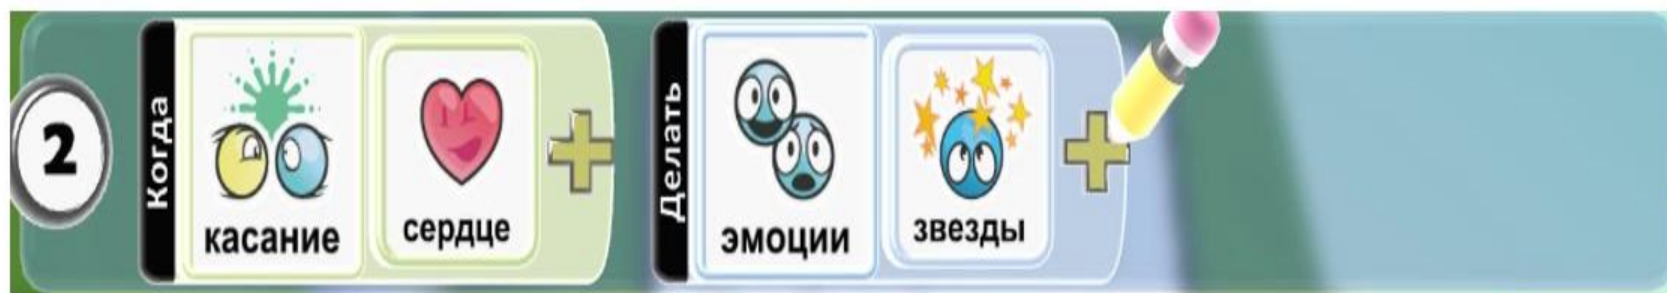 2
Когда
касание
сердце
Делать
эмоции
звезды